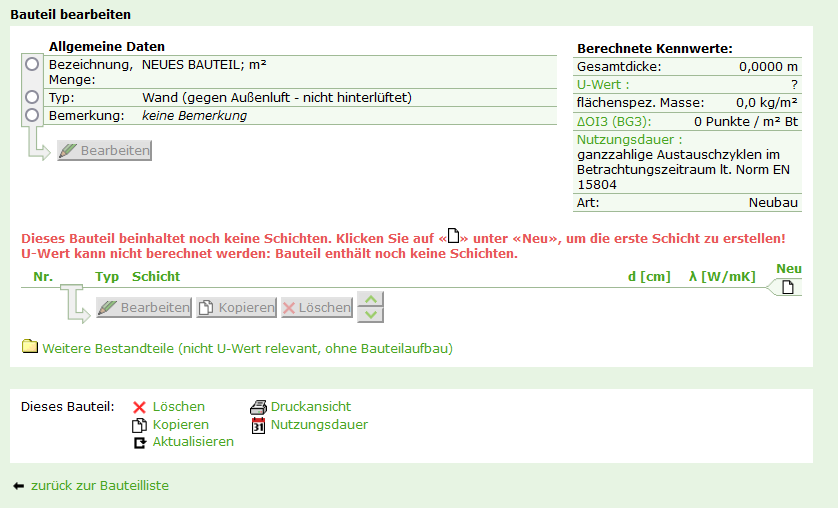 Bauteil bearbeiten
Allgemeine Daten
Bezeichnung, NEUES BAUTEIL; m²
Menge:
Typ: Wand (gegen Außenluft - nicht hinterlüftet)
Bemerkung: keine Bemerkung
Bearbeiten
Berechnete Kennwerte:
Gesamtdicke: 0,0000 m
U-Wert : ?
flächenspez. Masse: 0,0 kg/m²
ΔOI3 (BG3): 0 Punkte / m² Bt
Nutzungsdauer :
ganzzahlige Austauschzyklen im
Betrachtungszeitraum lt. Norm EN
15804
Art: Neubau
Dieses Bauteil beinhaltet noch keine Schichten. Klicken Sie auf «» unter «Neu», um die erste Schicht zu erstellen!
U-Wert kann nicht berechnet werden: Bauteil enthält noch keine Schichten.
Nr. Typ Schicht d [cm] λ [W/mK] Neu
Bearbeiten Kopieren Löschen
Weitere Bestandteile (nicht U-Wert relevant, ohne Bauteilaufbau)
Dieses Bauteil: Löschen Druckansicht
Kopieren 31 Nutzungsdauer
Aktualisieren
zurück zur Bauteilliste